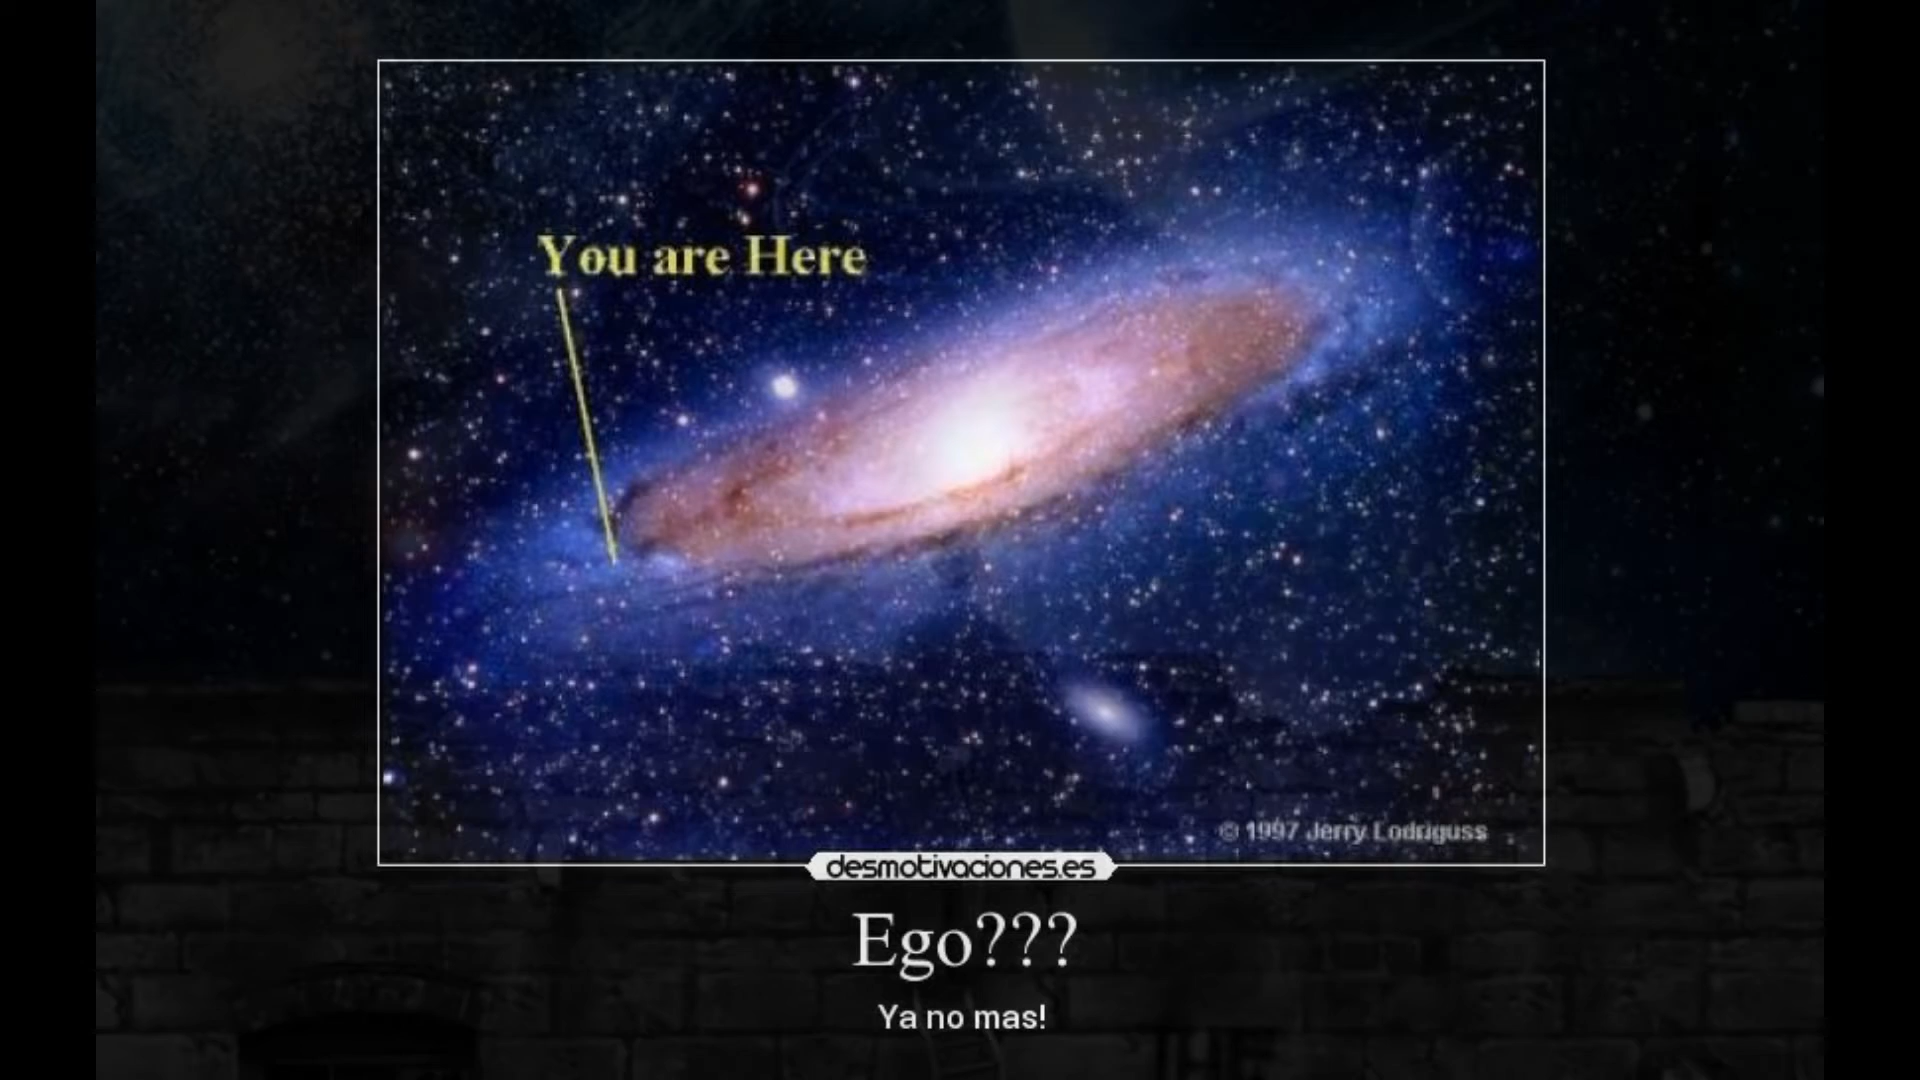 You are Here
© 1997 Jerry Lodriguss
desmotivaciones.es
Ego???
Ya no mas!